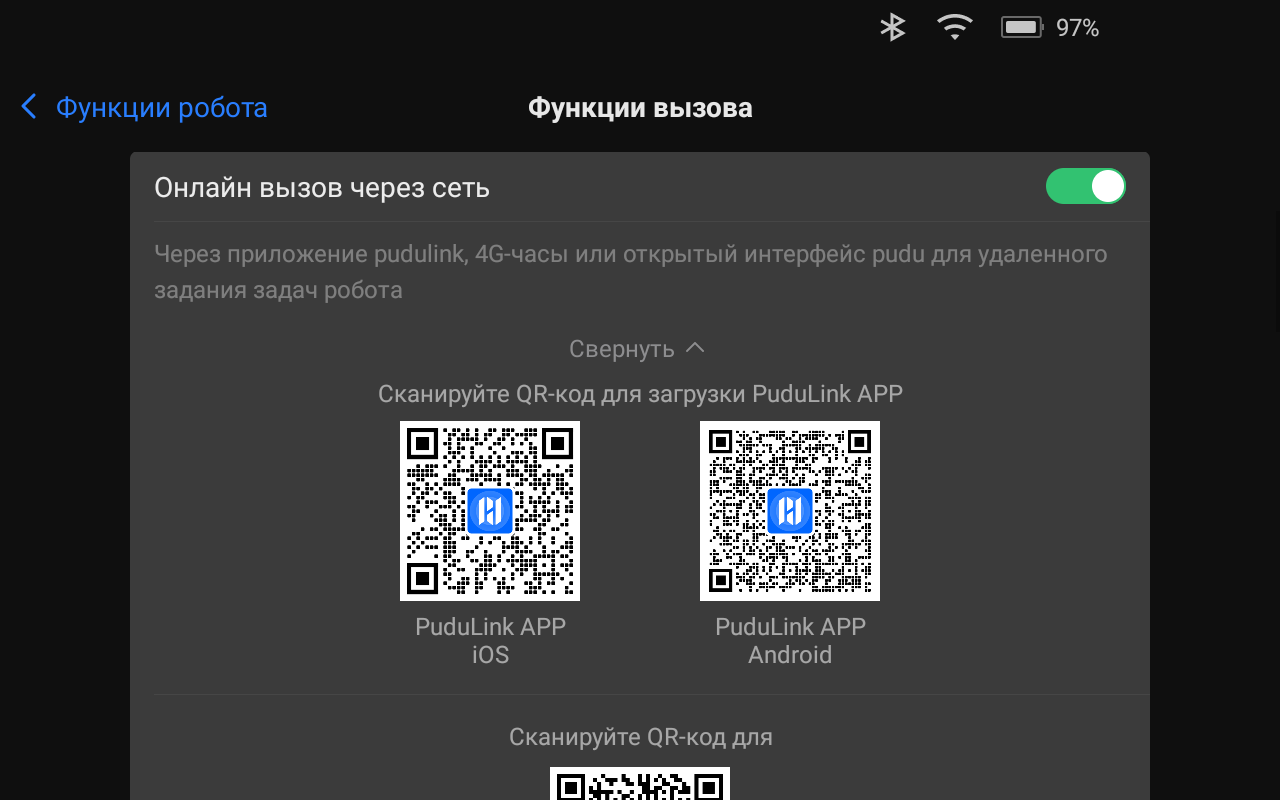 97%
Функции робота
Функции вызова
Онлайн вызов через сеть
Через приложение pudulink, 4G-часы или открытый интерфейс pudu для удаленного
задания задач робота
Свернуть
Сканируйте QR-код для загрузки PuduLink APP
PuduLink APP
iOS
PuduLink APP
Android
Сканируйте QR-код для